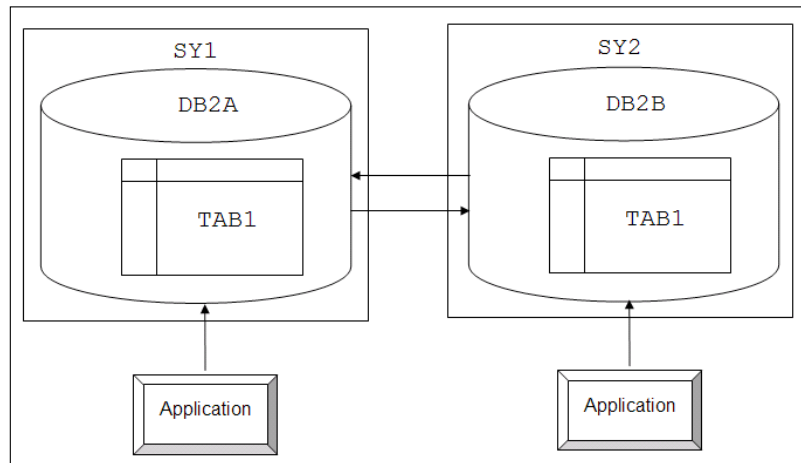 SY1
DB2A
TAB1
Application
SY2
DB2B
TAB1
Application